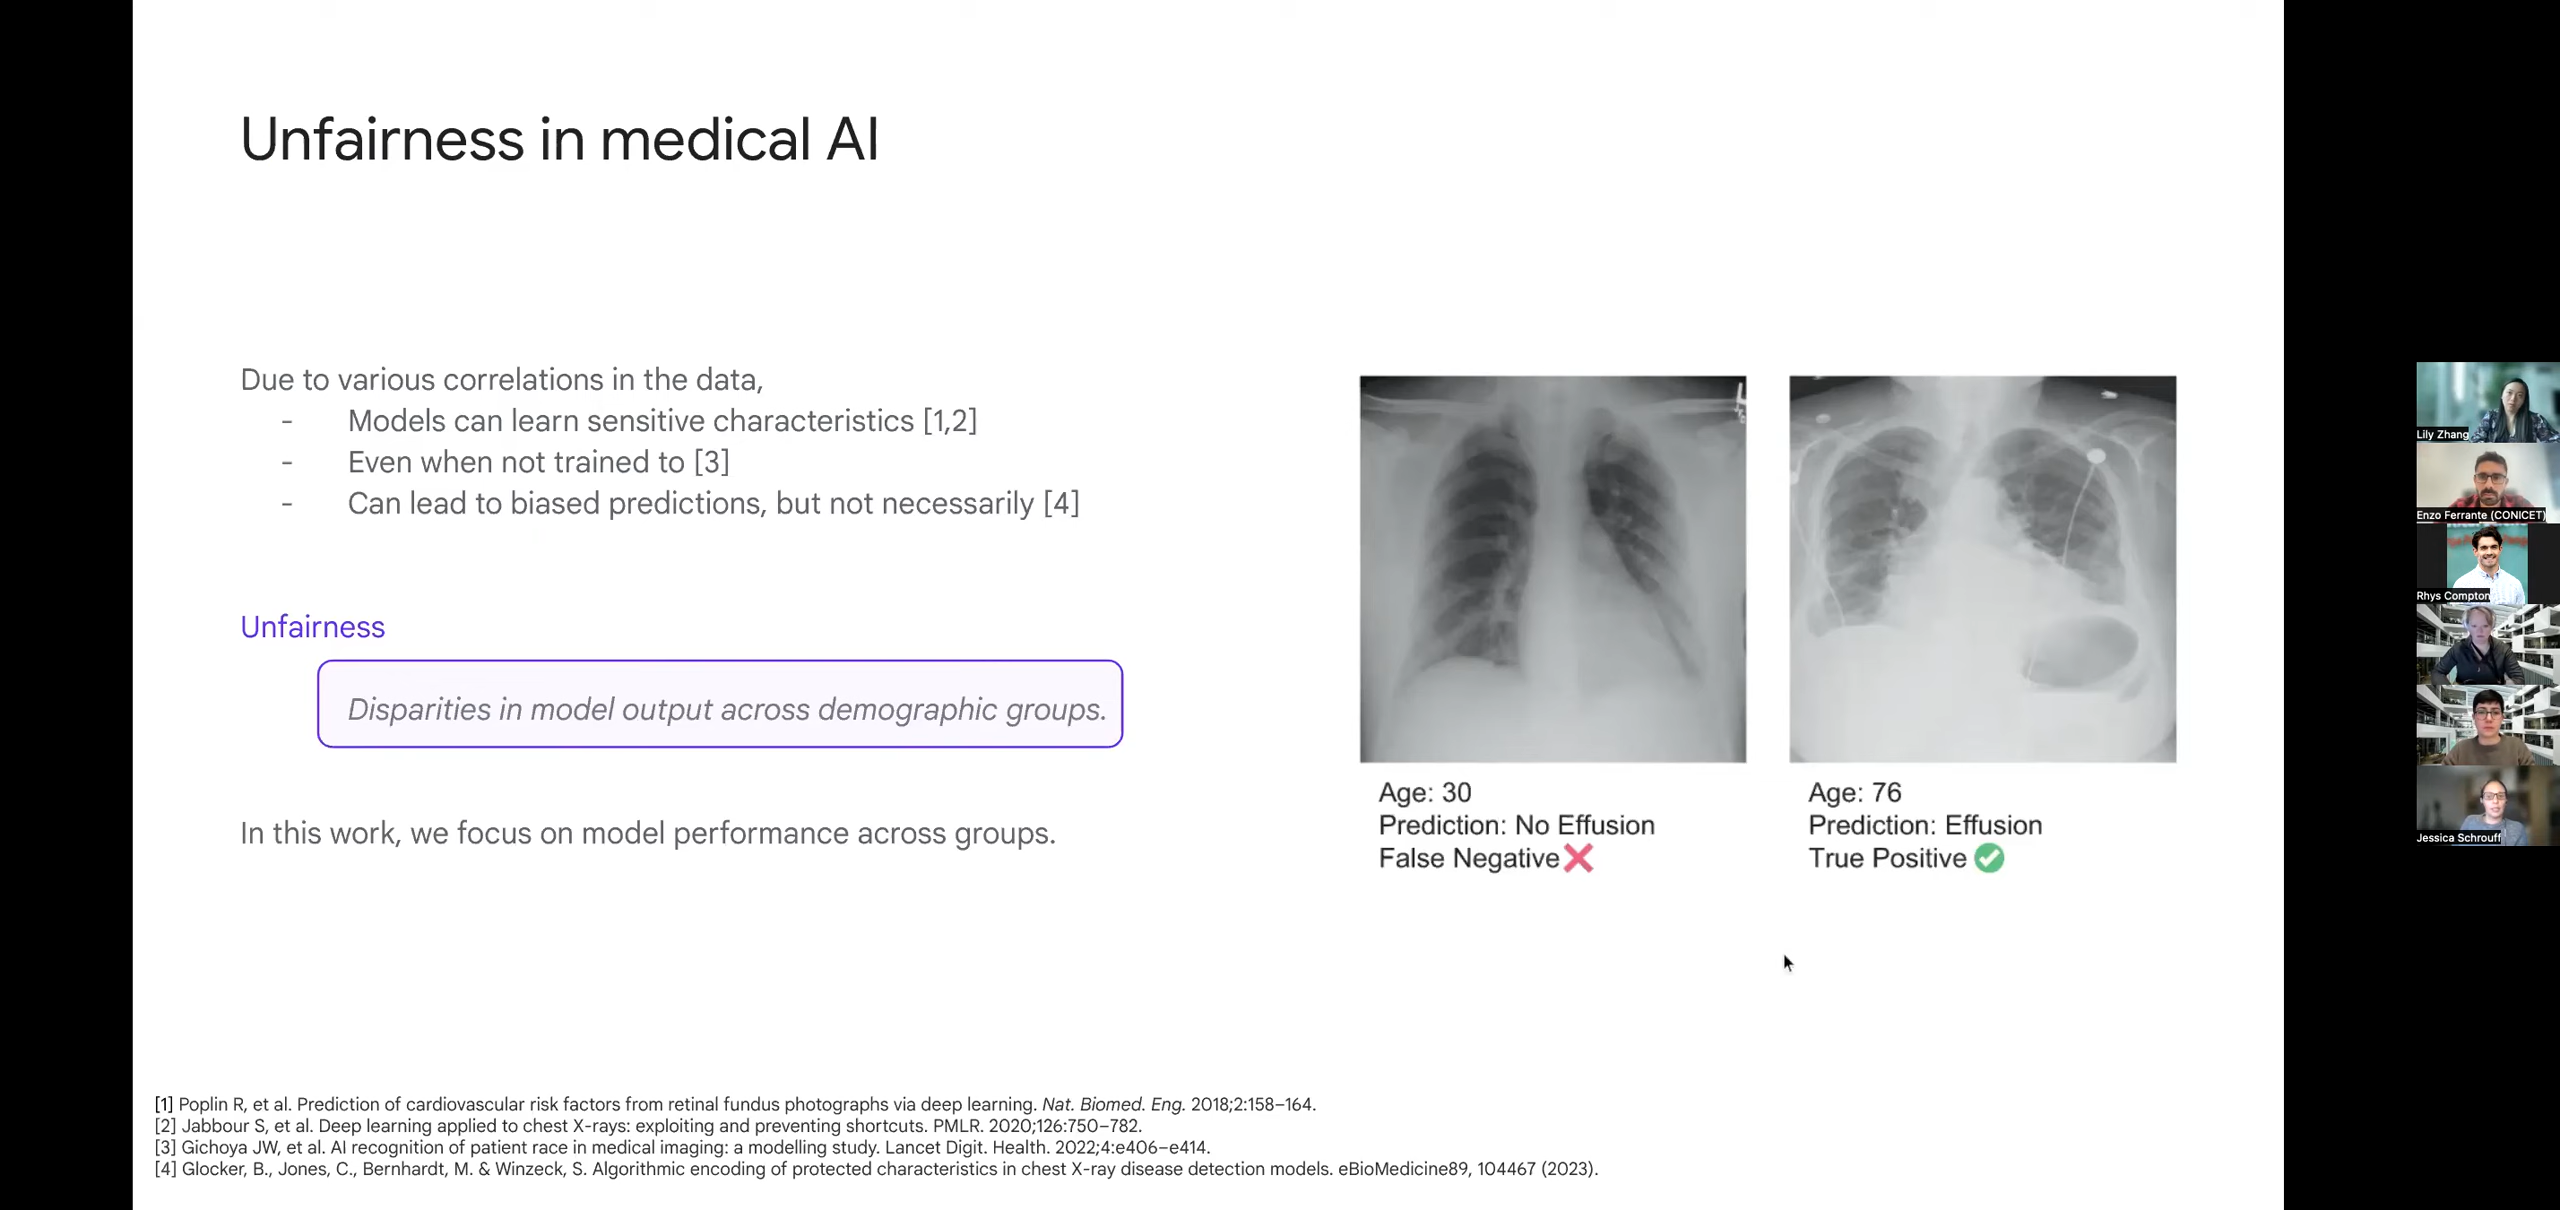 Unfairness in medical AI
Due to various correlations in the data,
- Models can learn sensitive characteristics [1,2]
- Even when not trained to [3]
- Can lead to biased predictions, but not necessarily [4]
Unfairness
Disparities in model output across demographic groups.
In this work, we focus on model performance across groups.
Age: 30
Prediction: No Effusion
False Negative ❌
Age: 76
Prediction: Effusion
True Positive ✅
[1] Poplin R, et al. Prediction of cardiovascular risk factors from retinal fundus photographs via deep learning. Nat. Biomed. Eng. 2018;2:158–164.
[2] Jabbour S, et al. Deep learning applied to chest X-rays: exploiting and preventing shortcuts. PMLR. 2020;126:750–782.
[3] Gichoya JW, et al. AI recognition of patient race in medical imaging: a modelling study. Lancet Digit. Health. 2022;4:e406–e414.
[4] Glocker, B., Jones, C., Bernhardt, M. & Winzeck, S. Algorithmic encoding of protected characteristics in chest X-ray disease detection models. eBioMedicine89, 104467 (2023).
Lily Zhang
Enzo Ferrante (CONICET)
Rhys Compton
Jessica Schrouff